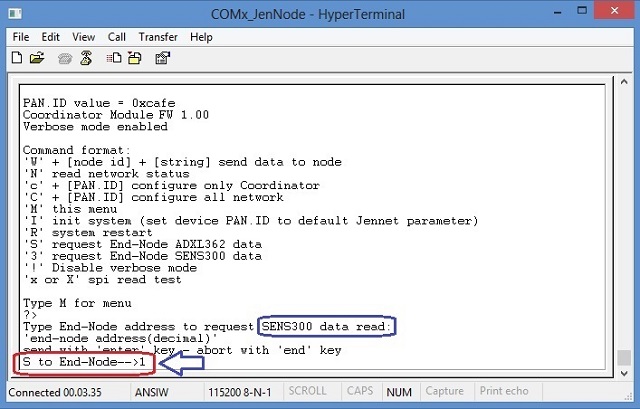 COMx_JenNode - HyperTerminal
File Edit View Call Transfer Help
PAN.ID value = 0xcafe
Coordinator Module FW 1.00
Verbose mode enabled
Command format:
'W' + [node id] + [string] send data to node
'N' read network status
'c' + [PAN.ID] configure only Coordinator
'C' + [PAN.ID] configure all network
'M' this menu
'I' init system (set device PAN.ID to default Jennet parameter)
'R' system restart
'S' request End-Node ADXL362 data
'3' request End-Node SENS300 data
'!' Disable verbose mode
'x or X' spi read test
Type M for menu
?>
Type End-Node address to request SENS300 data read:
'end-node address(decimal)'
send with 'enter' key - abort with 'end' key
S to End-Node-->1
Connected 00.03.35 ANSIW 115200 8-N-1 SCROLL CAPS NUM Capture Print echo